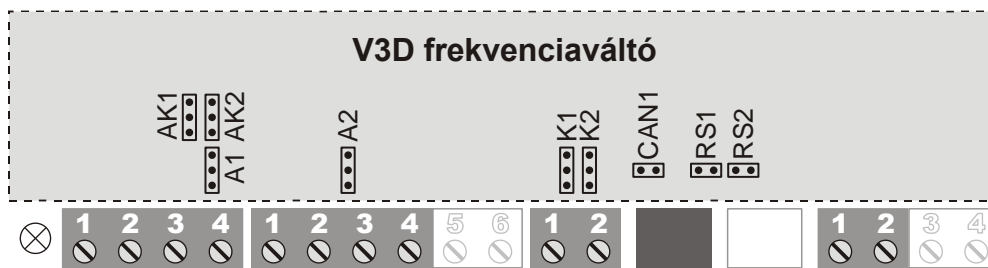 V3D frekvenciaváltó
AK1 AK2 A1 A2 K1 K2 CAN1 RS1 RS2
1 2 3 4 1 2 3 4 5 6 1 2 1 2 3 4